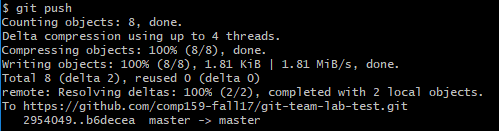 $ git push
Counting objects: 8, done.
Delta compression using up to 4 threads.
Compressing objects: 100% (8/8), done.
Writing objects: 100% (8/8), 1.81 KiB | 1.81 MiB/s, done.
Total 8 (delta 2), reused 0 (delta 0)
remote: Resolving deltas: 100% (2/2), completed with 2 local objects.
To https://github.com/comp159-fall17/git-team-lab-test.git
   2954049..b6decea  master -> master